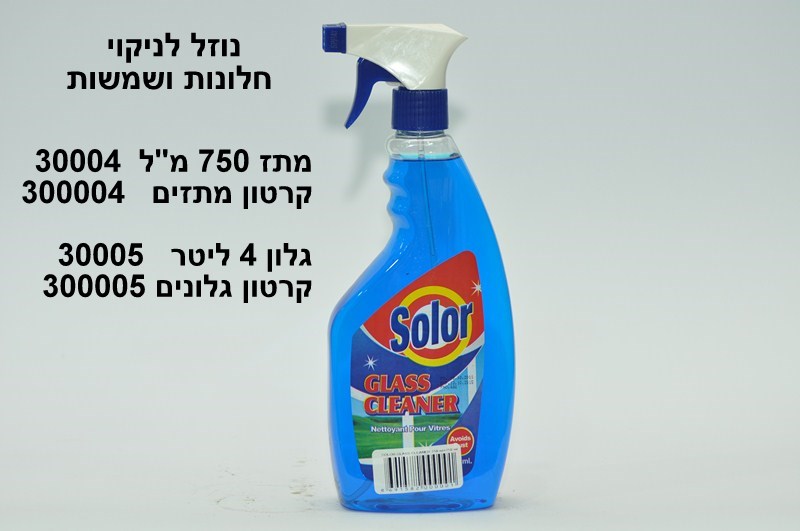 נוזל לניקוי
חלונות ושמשות
מתז 750 מ"ל 30004
קרטון מתזים 300004
גלון 4 ליטר 30005
קרטון גלונים 300005
Solor
GLASS
CLEANER
Nettoyant Pour Vitres
Avoids
ml.